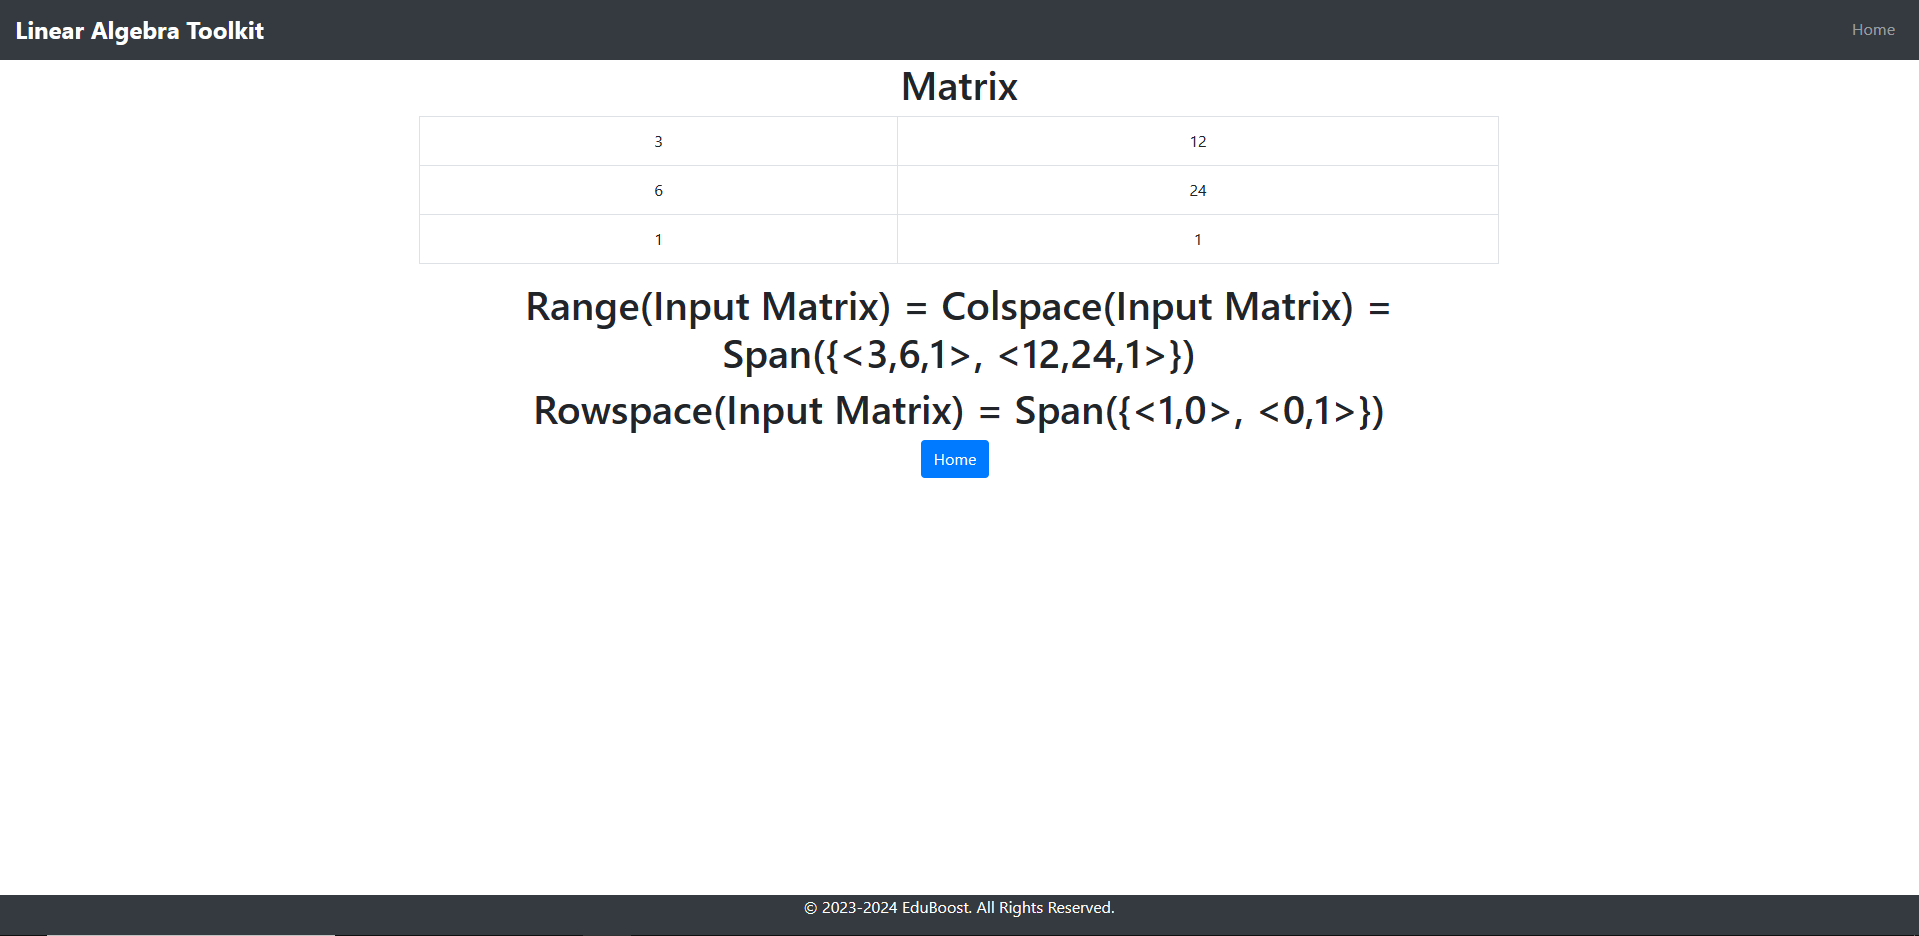 Linear Algebra Toolkit
Home
Matrix
3 12
6 24
1 1
Range(Input Matrix) = Colspace(Input Matrix) =
Span({<3,6,1>, <12,24,1>})
Rowspace(Input Matrix) = Span({<1,0>, <0,1>})
Home
© 2023-2024 EduBoost. All Rights Reserved.